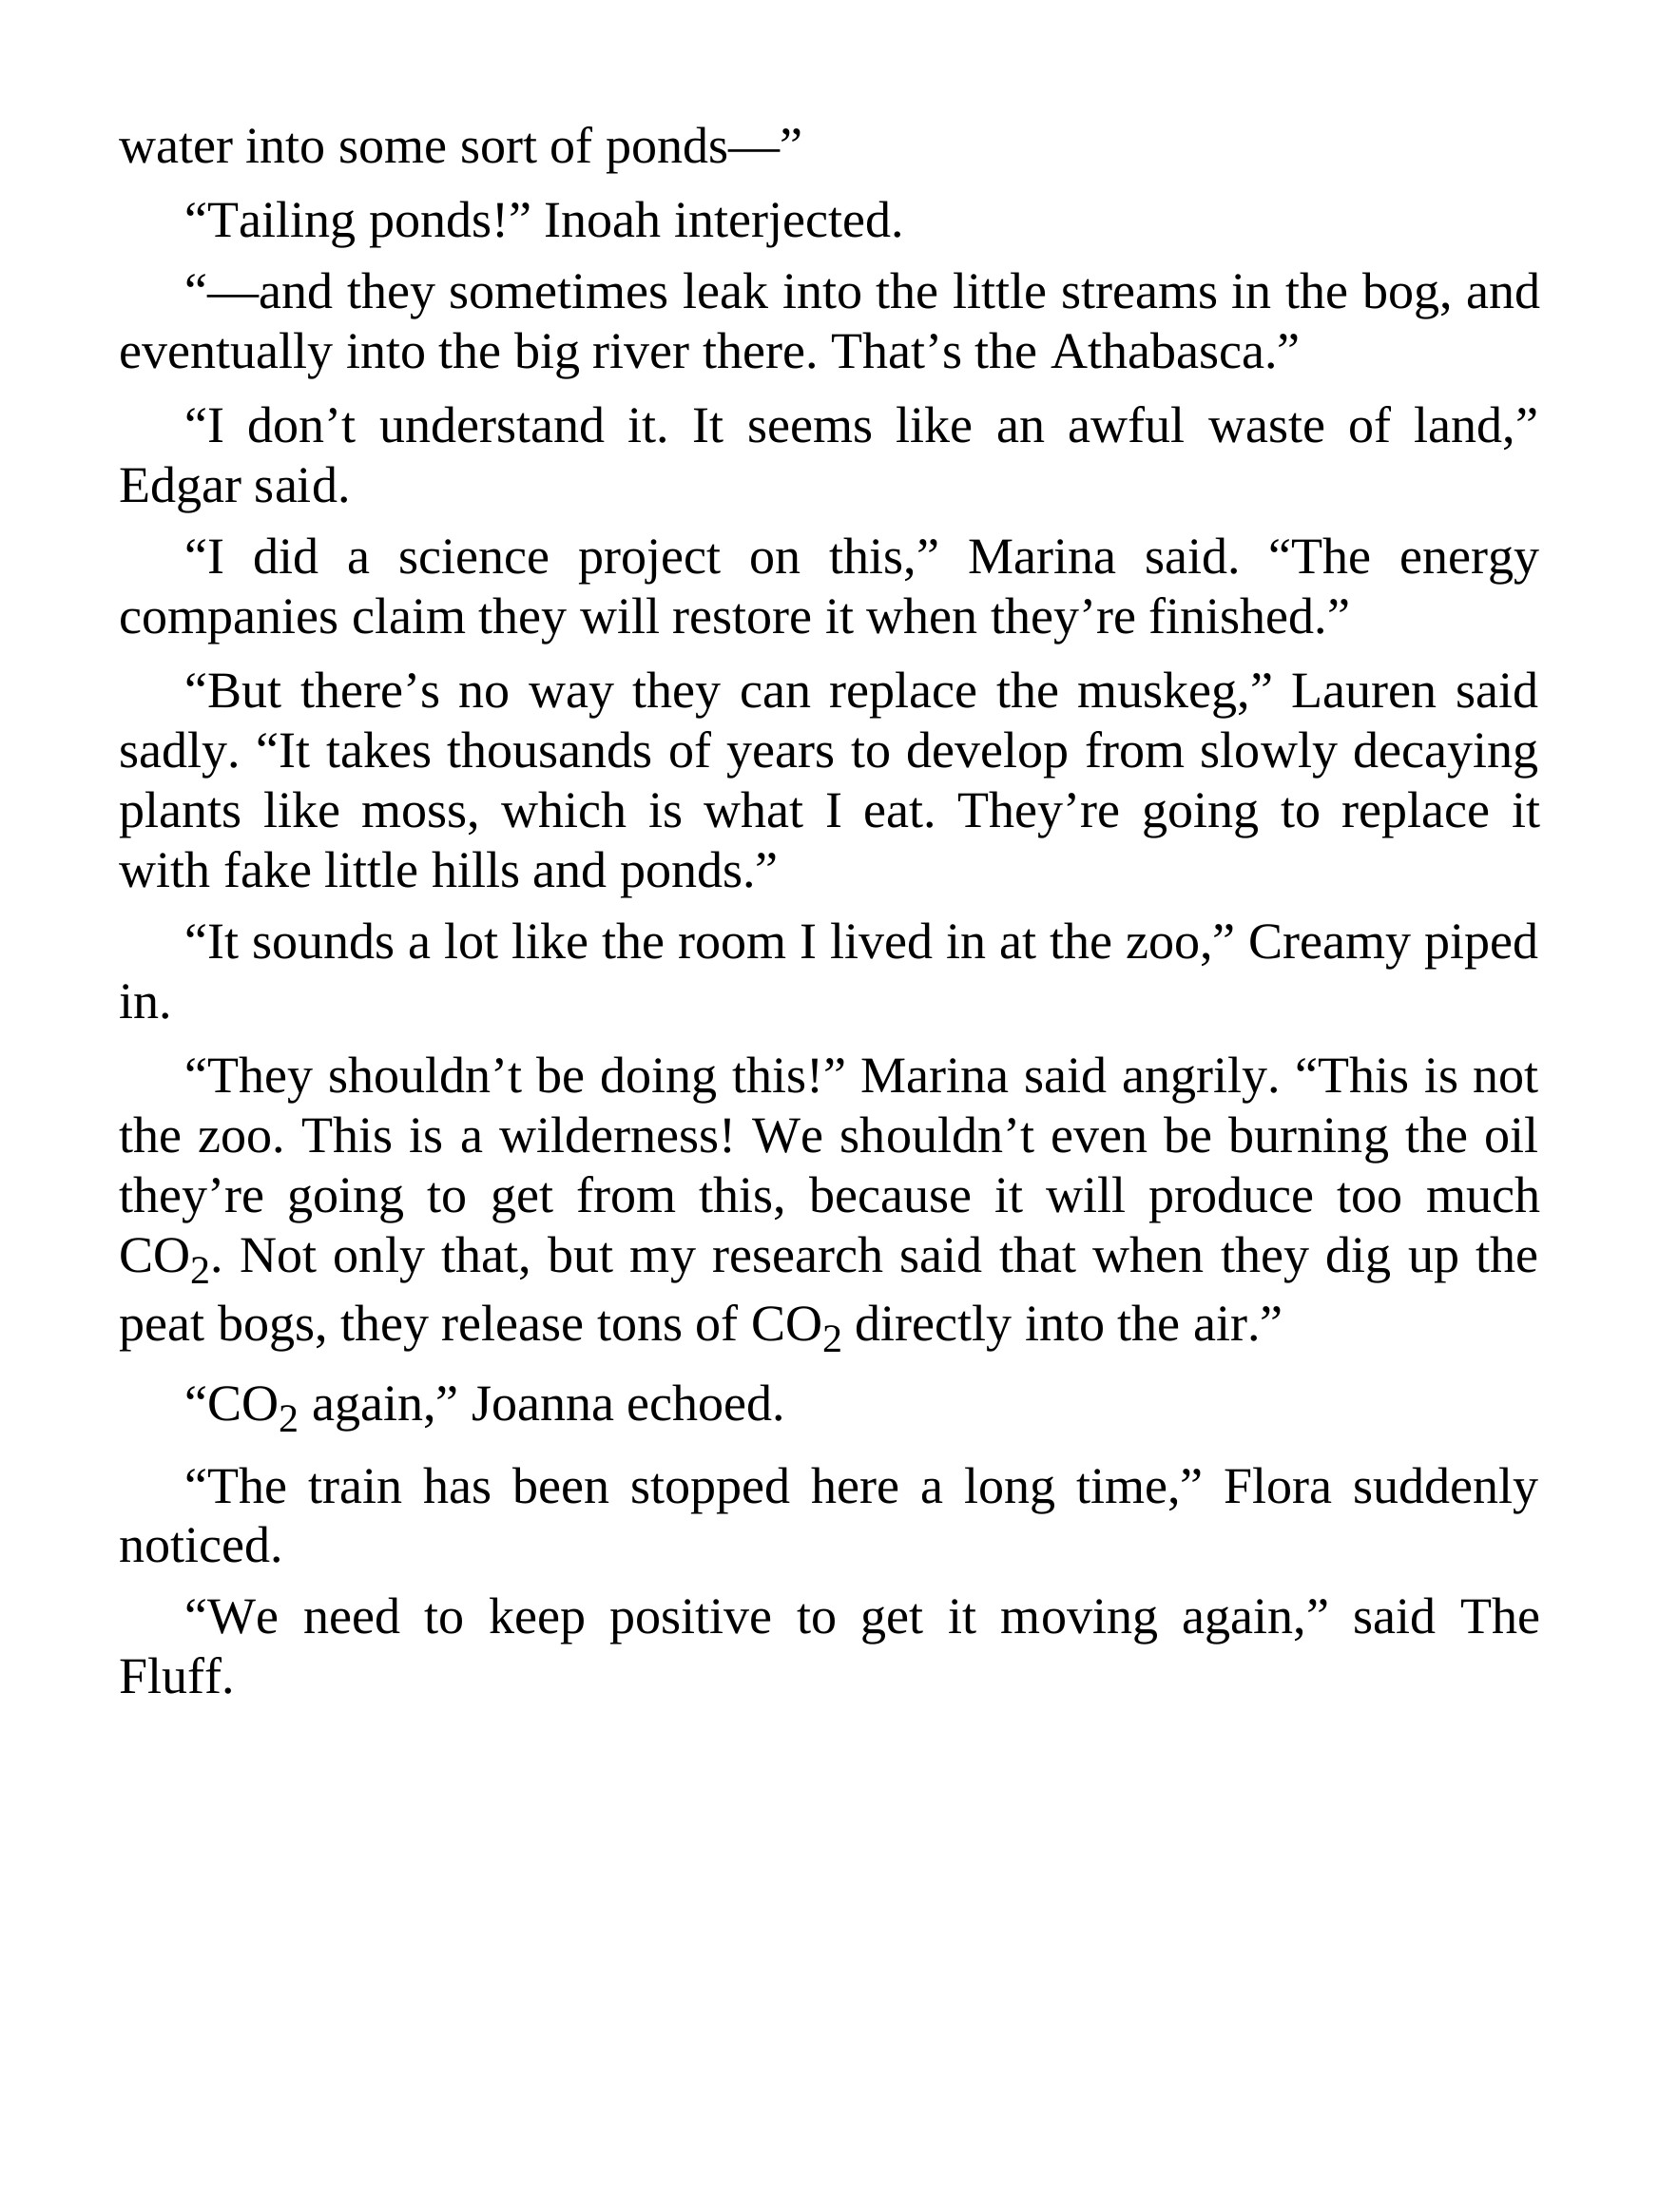 water into some sort of ponds—”
“Tailing ponds!” Inoah interjected.
“—and they sometimes leak into the little streams in the bog, and
eventually into the big river there. That’s the Athabasca.”
“I don’t understand it. It seems like an awful waste of land,”
Edgar said.
“I did a science project on this,” Marina said. “The energy
companies claim they will restore it when they’re finished.”
“But there’s no way they can replace the muskeg,” Lauren said
sadly. “It takes thousands of years to develop from slowly decaying
plants like moss, which is what I eat. They’re going to replace it
with fake little hills and ponds.”
“It sounds a lot like the room I lived in at the zoo,” Creamy piped
in.
“They shouldn’t be doing this!” Marina said angrily. “This is not
the zoo. This is a wilderness! We shouldn’t even be burning the oil
they’re going to get from this, because it will produce too much
CO₂. Not only that, but my research said that when they dig up the
peat bogs, they release tons of CO₂ directly into the air.”
“CO₂ again,” Joanna echoed.
“The train has been stopped here a long time,” Flora suddenly
noticed.
“We need to keep positive to get it moving again,” said The
Fluff.